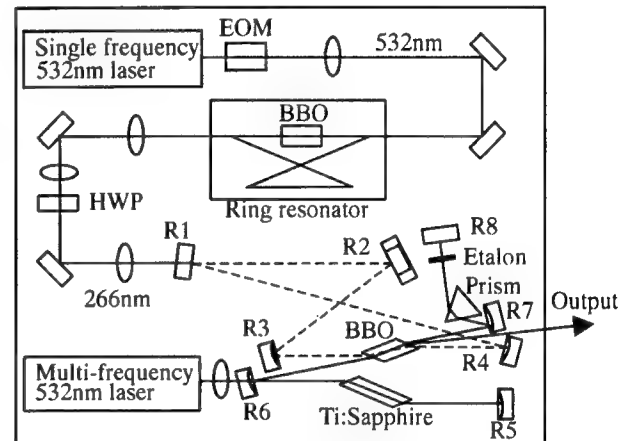 EOM
532nm
Single frequency
532nm laser
BBO
Ring resonator
HWP
R1
R2
R8
Etalon
Prism
R7
Output
266nm
R3
BBO
R4
Multi-frequency
532nm laser
R6
Ti:Sapphire
R5